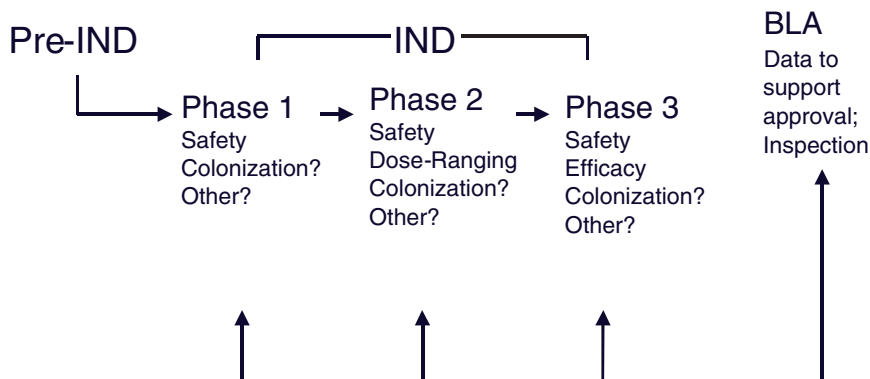 Pre-IND
IND
BLA
Data to
support
approval;
Inspection
Phase 1
Safety
Colonization?
Other?
Phase 2
Safety
Dose-Ranging
Colonization?
Other?
Phase 3
Safety
Efficacy
Colonization?
Other?